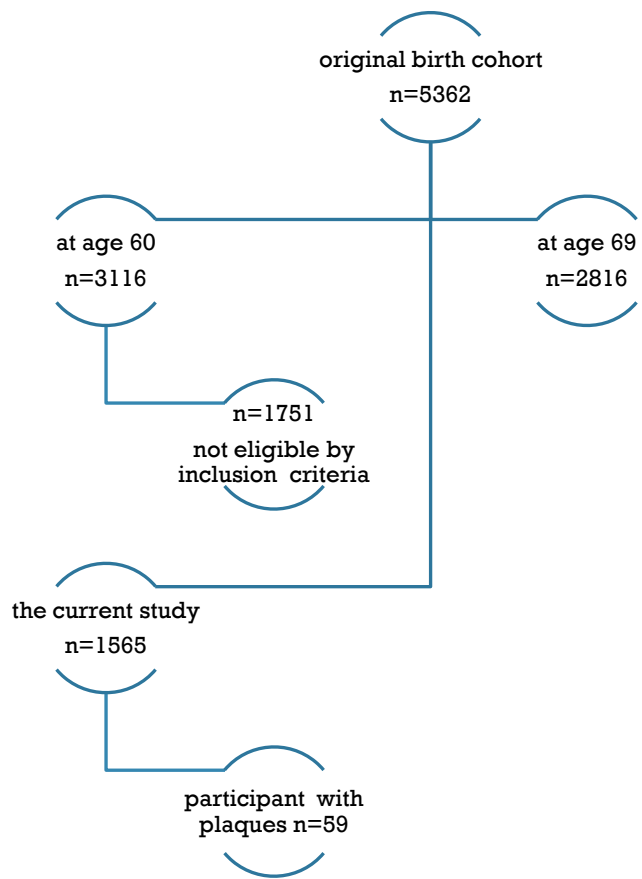 original birth cohort
n=5362
at age 60
n=3116
at age 69
n=2816
n=1751
not eligible by
inclusion criteria
the current study
n=1565
participant with
plaques n=59